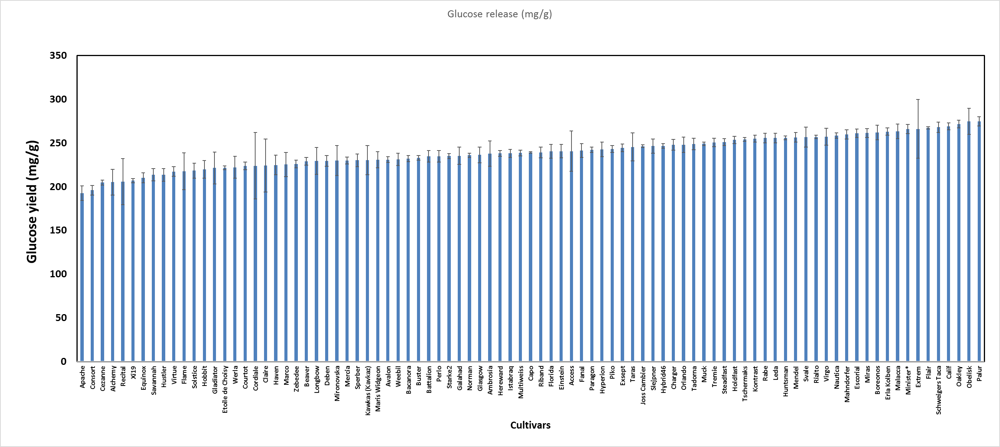 Glucose release (mg/g)
Glucose yield (mg/g)
350
300
250
200
150
100
50
0
Apache
Consort
Cezanne
Alchemy
Recital
Xi19
Equinox
Savannah
Hustler
Virtue
Flame
Solstice
Hobbit
Gladiator
Etoile de Choisy
Werla
Courtot
Cordiale
Claire
Haven
Marco
Zebedee
Beaver
Longbow
Deben
Mironovska
Mercia
Sperber
Kawkas (Kavkaz)
Maris Widgeon
Avalon
Weebil
Bacanora
Buster
Battalion
Perlo
Starke2
Galahad
Norman
Glasgow
Ambrosia
Hereward
Istabraq
Multiweiss
Capo
Riband
Florida
Einstein
Access
Fanal
Paragon
Hyperion
Piko
Exsept
Taras
Joss Cambier
Slejpner
Hybrid46
Charger
Orlando
Tadorna
Muck
Tremie
Steadfast
Holdfast
Tschermaks
Kontrast
Rabe
Leda
Huntsman
Mendel
Svale
Rialto
Virgo
Nautica
Mahndorfer
Escorial
Miras
Boreonos
Erla Kolben
Malacca
Minister*
Extrem
Flair
Schweigers Taca
Calif
Oakley
Obelisk
Palur
Cultivars